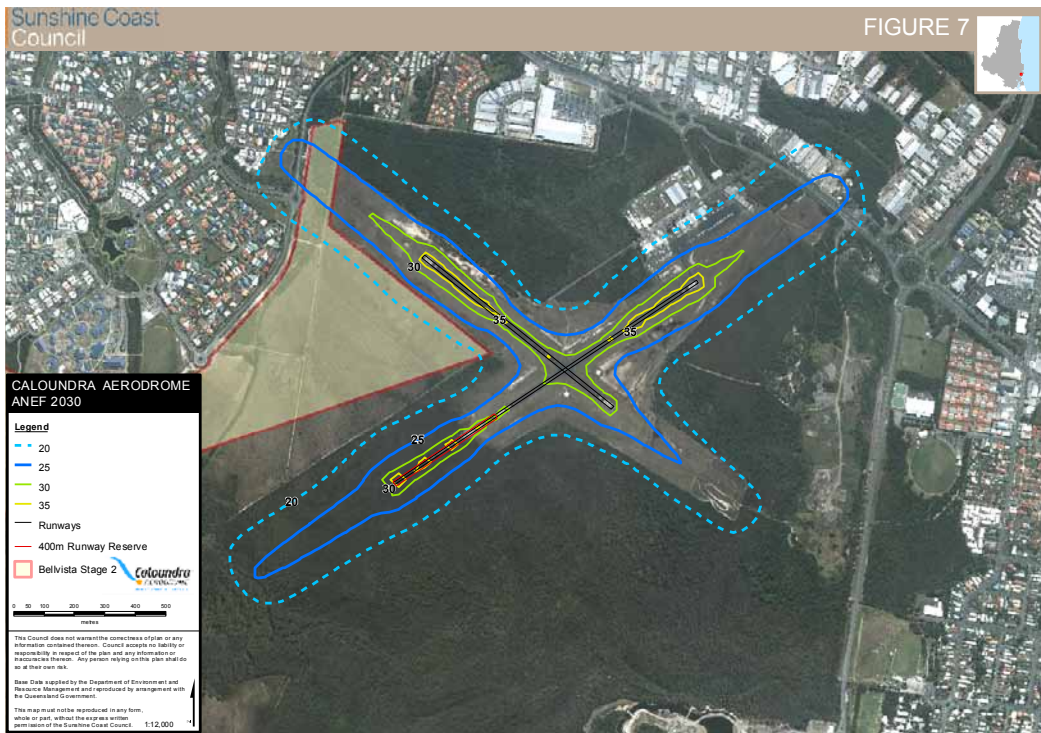 Sunshine Coast
Council
FIGURE 7
30
35
35
25
30
20
CALOUNDRA AERODROME
ANEF 2030
Legend
20
25
30
35
Runways
400m Runway Reserve
Bellvista Stage 2
Caloundra
AERODROME
0 50 100 200 300 400 500
metres
This Council does not warrant the correctness of plan or any
information contained thereon. Council accepts no liability or
responsibility in respect of the plan and any information or
inaccuracies thereon. Any person relying on this plan shall do
so at their own risk.
Base Data supplied by the Department of Environment and
Resource Management and reproduced by arrangement with
the Queensland Government.
This map must not be reproduced in any form,
whole or part, without the express written
permission of the Sunshine Coast Council.
1:12,000